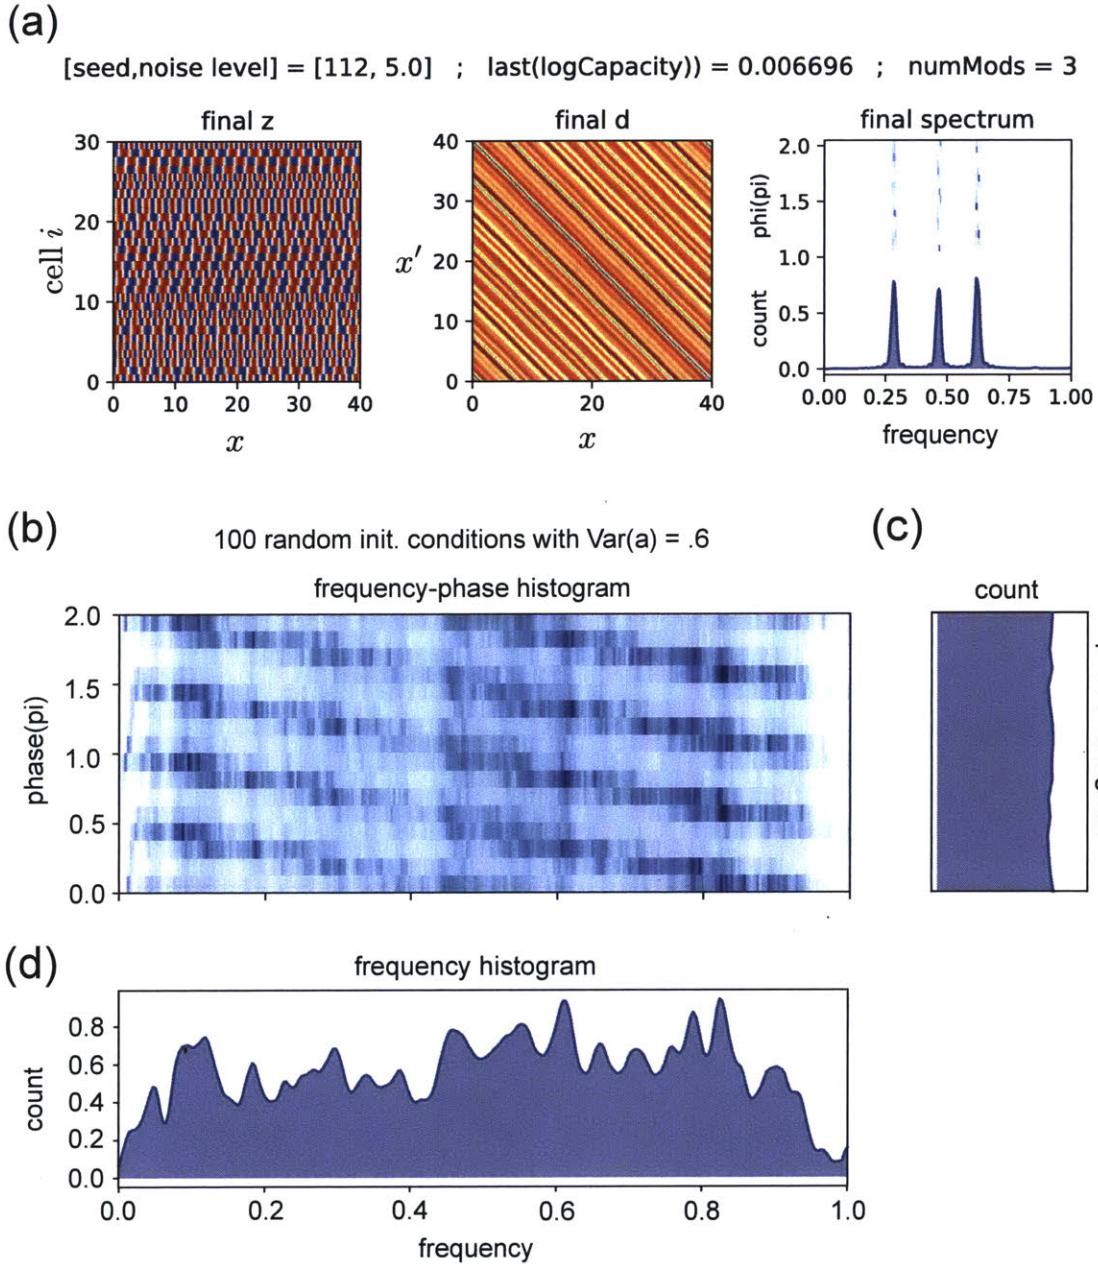 (a)
[seed,noise level] = [112, 5.0] ; last(logCapacity)) = 0.006696 ; numMods = 3
final z
final d
final spectrum
30
20
10
0
cell i
0 10 20 30 40
x
40
30
20
10
0
x′
0 20 40
x
2.0
1.5
1.0
0.5
0.0
phi(pi)
count
0.00 0.25 0.50 0.75 1.00
frequency
(b)
100 random init. conditions with Var(a) = .6
frequency-phase histogram
2.0
1.5
1.0
0.5
0.0
phase(pi)
(c)
count
(d)
frequency histogram
0.8
0.6
0.4
0.2
0.0
count
0.0 0.2 0.4 0.6 0.8 1.0
frequency